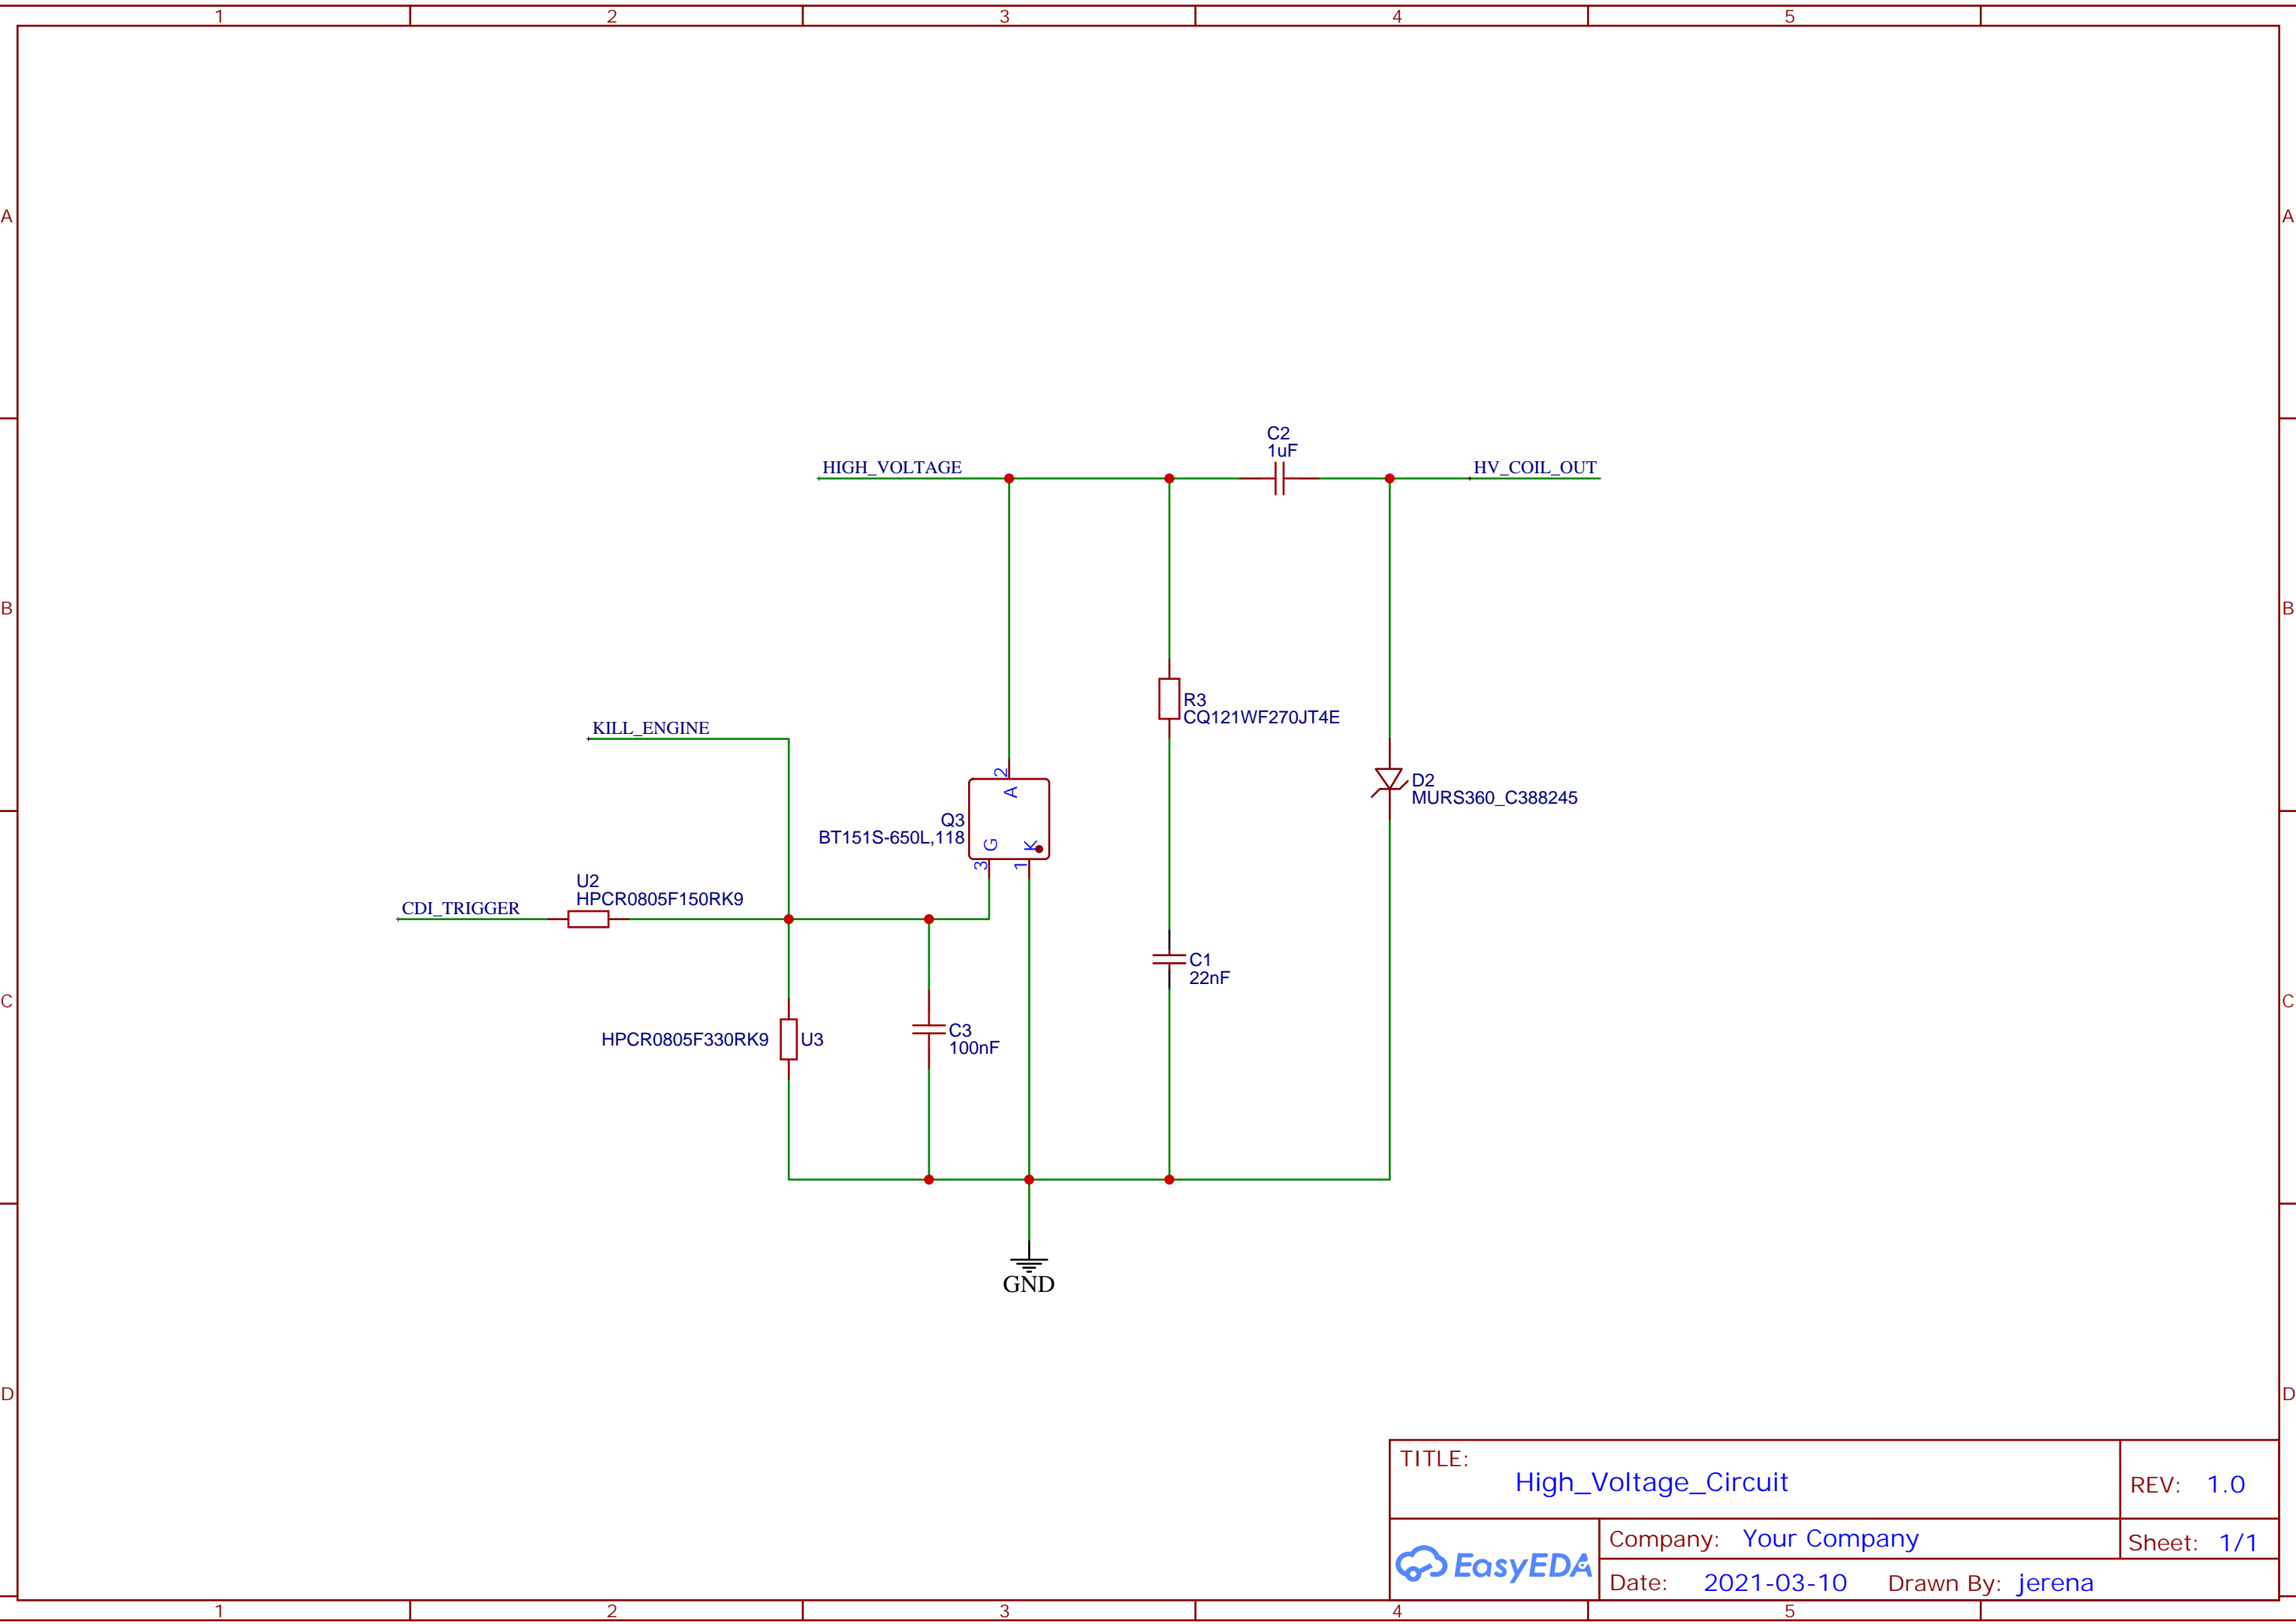 1 2 3 4 5
A A
C2
1uF
HIGH_VOLTAGE HV_COIL_OUT
B B
R3
CQ121WF270JT4E
KILL_ENGINE
2
A
D2
MURS360_C388245
Q3
BT151S-650L,118
G K
3 1
U2
HPCR0805F150RK9
CDI_TRIGGER
C1
22nF
C C
HPCR0805F330RK9 U3
C3
100nF
GND
D D
TITLE:
High_Voltage_Circuit
REV: 1.0
EasyEDA
Company: Your Company
Sheet: 1/1
Date: 2021-03-10 Drawn By: jerena
1 2 3 4 5